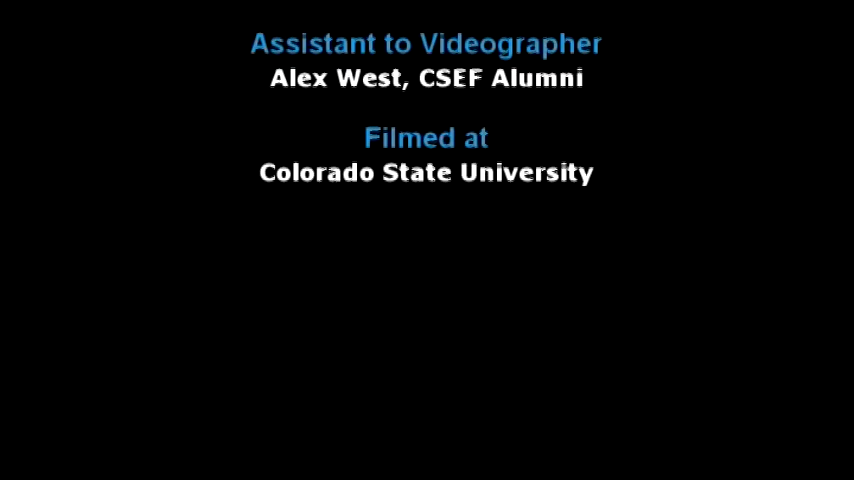 Assistant to Videographer
Alex West, CSEF Alumni
Filmed at
Colorado State University